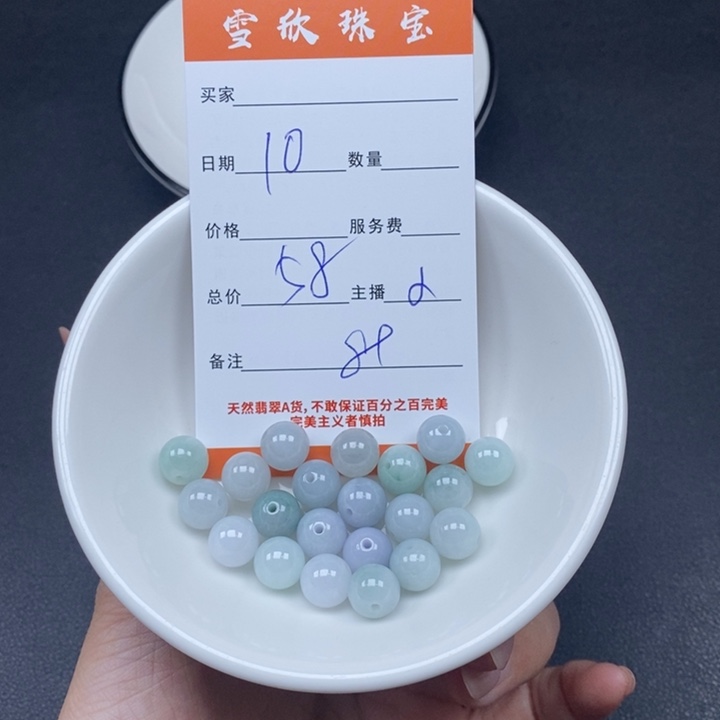 雪欣珠宝
买家
日期 10 数量
价格 服务费
总价 58 主播 α
备注
天然翡翠A货,不敢保证百分之百完美
完美主义者慎拍